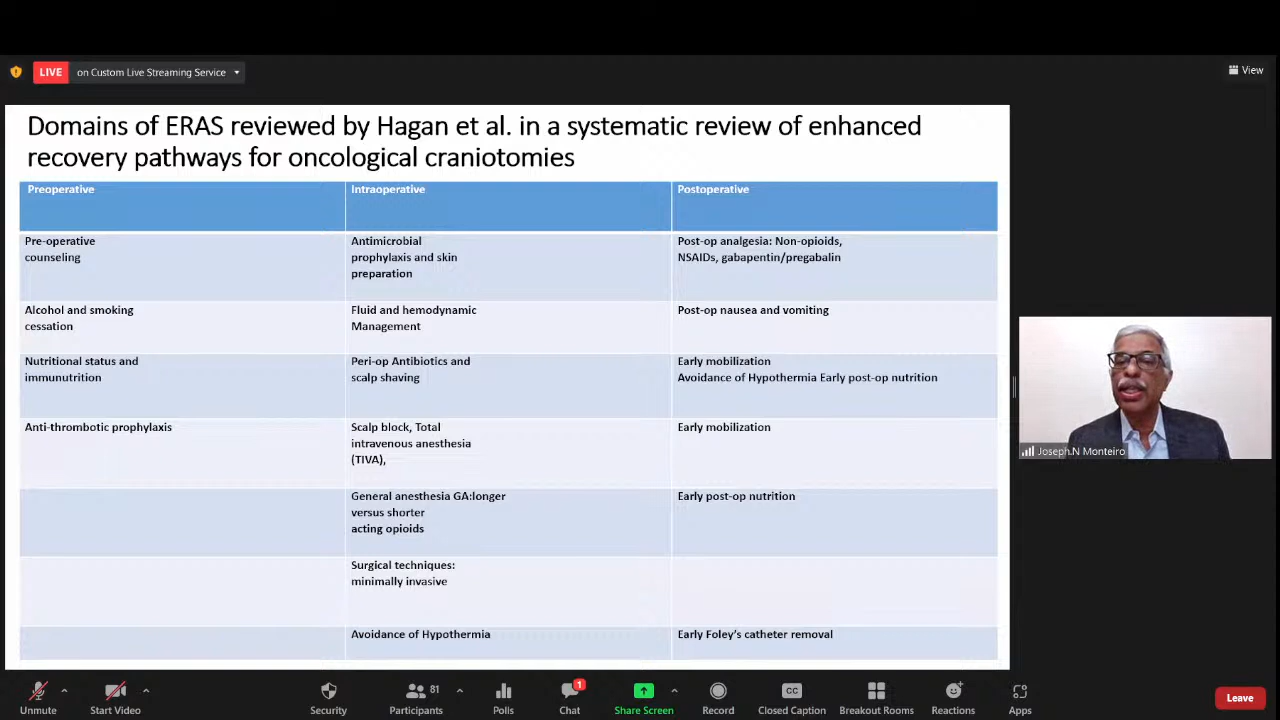 LIVE on Custom Live Streaming Service
View
Domains of ERAS reviewed by Hagan et al. in a systematic review of enhanced
recovery pathways for oncological craniotomies
Preoperative
Intraoperative
Postoperative
Pre-operative
counseling
Antimicrobial
prophylaxis and skin
preparation
Post-op analgesia: Non-opioids,
NSAIDs, gabapentin/pregabalin
Alcohol and smoking
cessation
Fluid and hemodynamic
Management
Post-op nausea and vomiting
Nutritional status and
immunutrition
Peri-op Antibiotics and
scalp shaving
Early mobilization
Avoidance of Hypothermia Early post-op nutrition
Anti-thrombotic prophylaxis
Scalp block, Total
intravenous anesthesia
(TIVA),
Early mobilization
General anesthesia GA:longer
versus shorter
acting opioids
Early post-op nutrition
Surgical techniques:
minimally invasive
Avoidance of Hypothermia
Early Foley's catheter removal
Joseph.N Monteiro
Unmute
Start Video
Security
81
Participants
Polls
1
Chat
Share Screen
Record
CC
Closed Caption
Breakout Rooms
Reactions
Apps
Leave